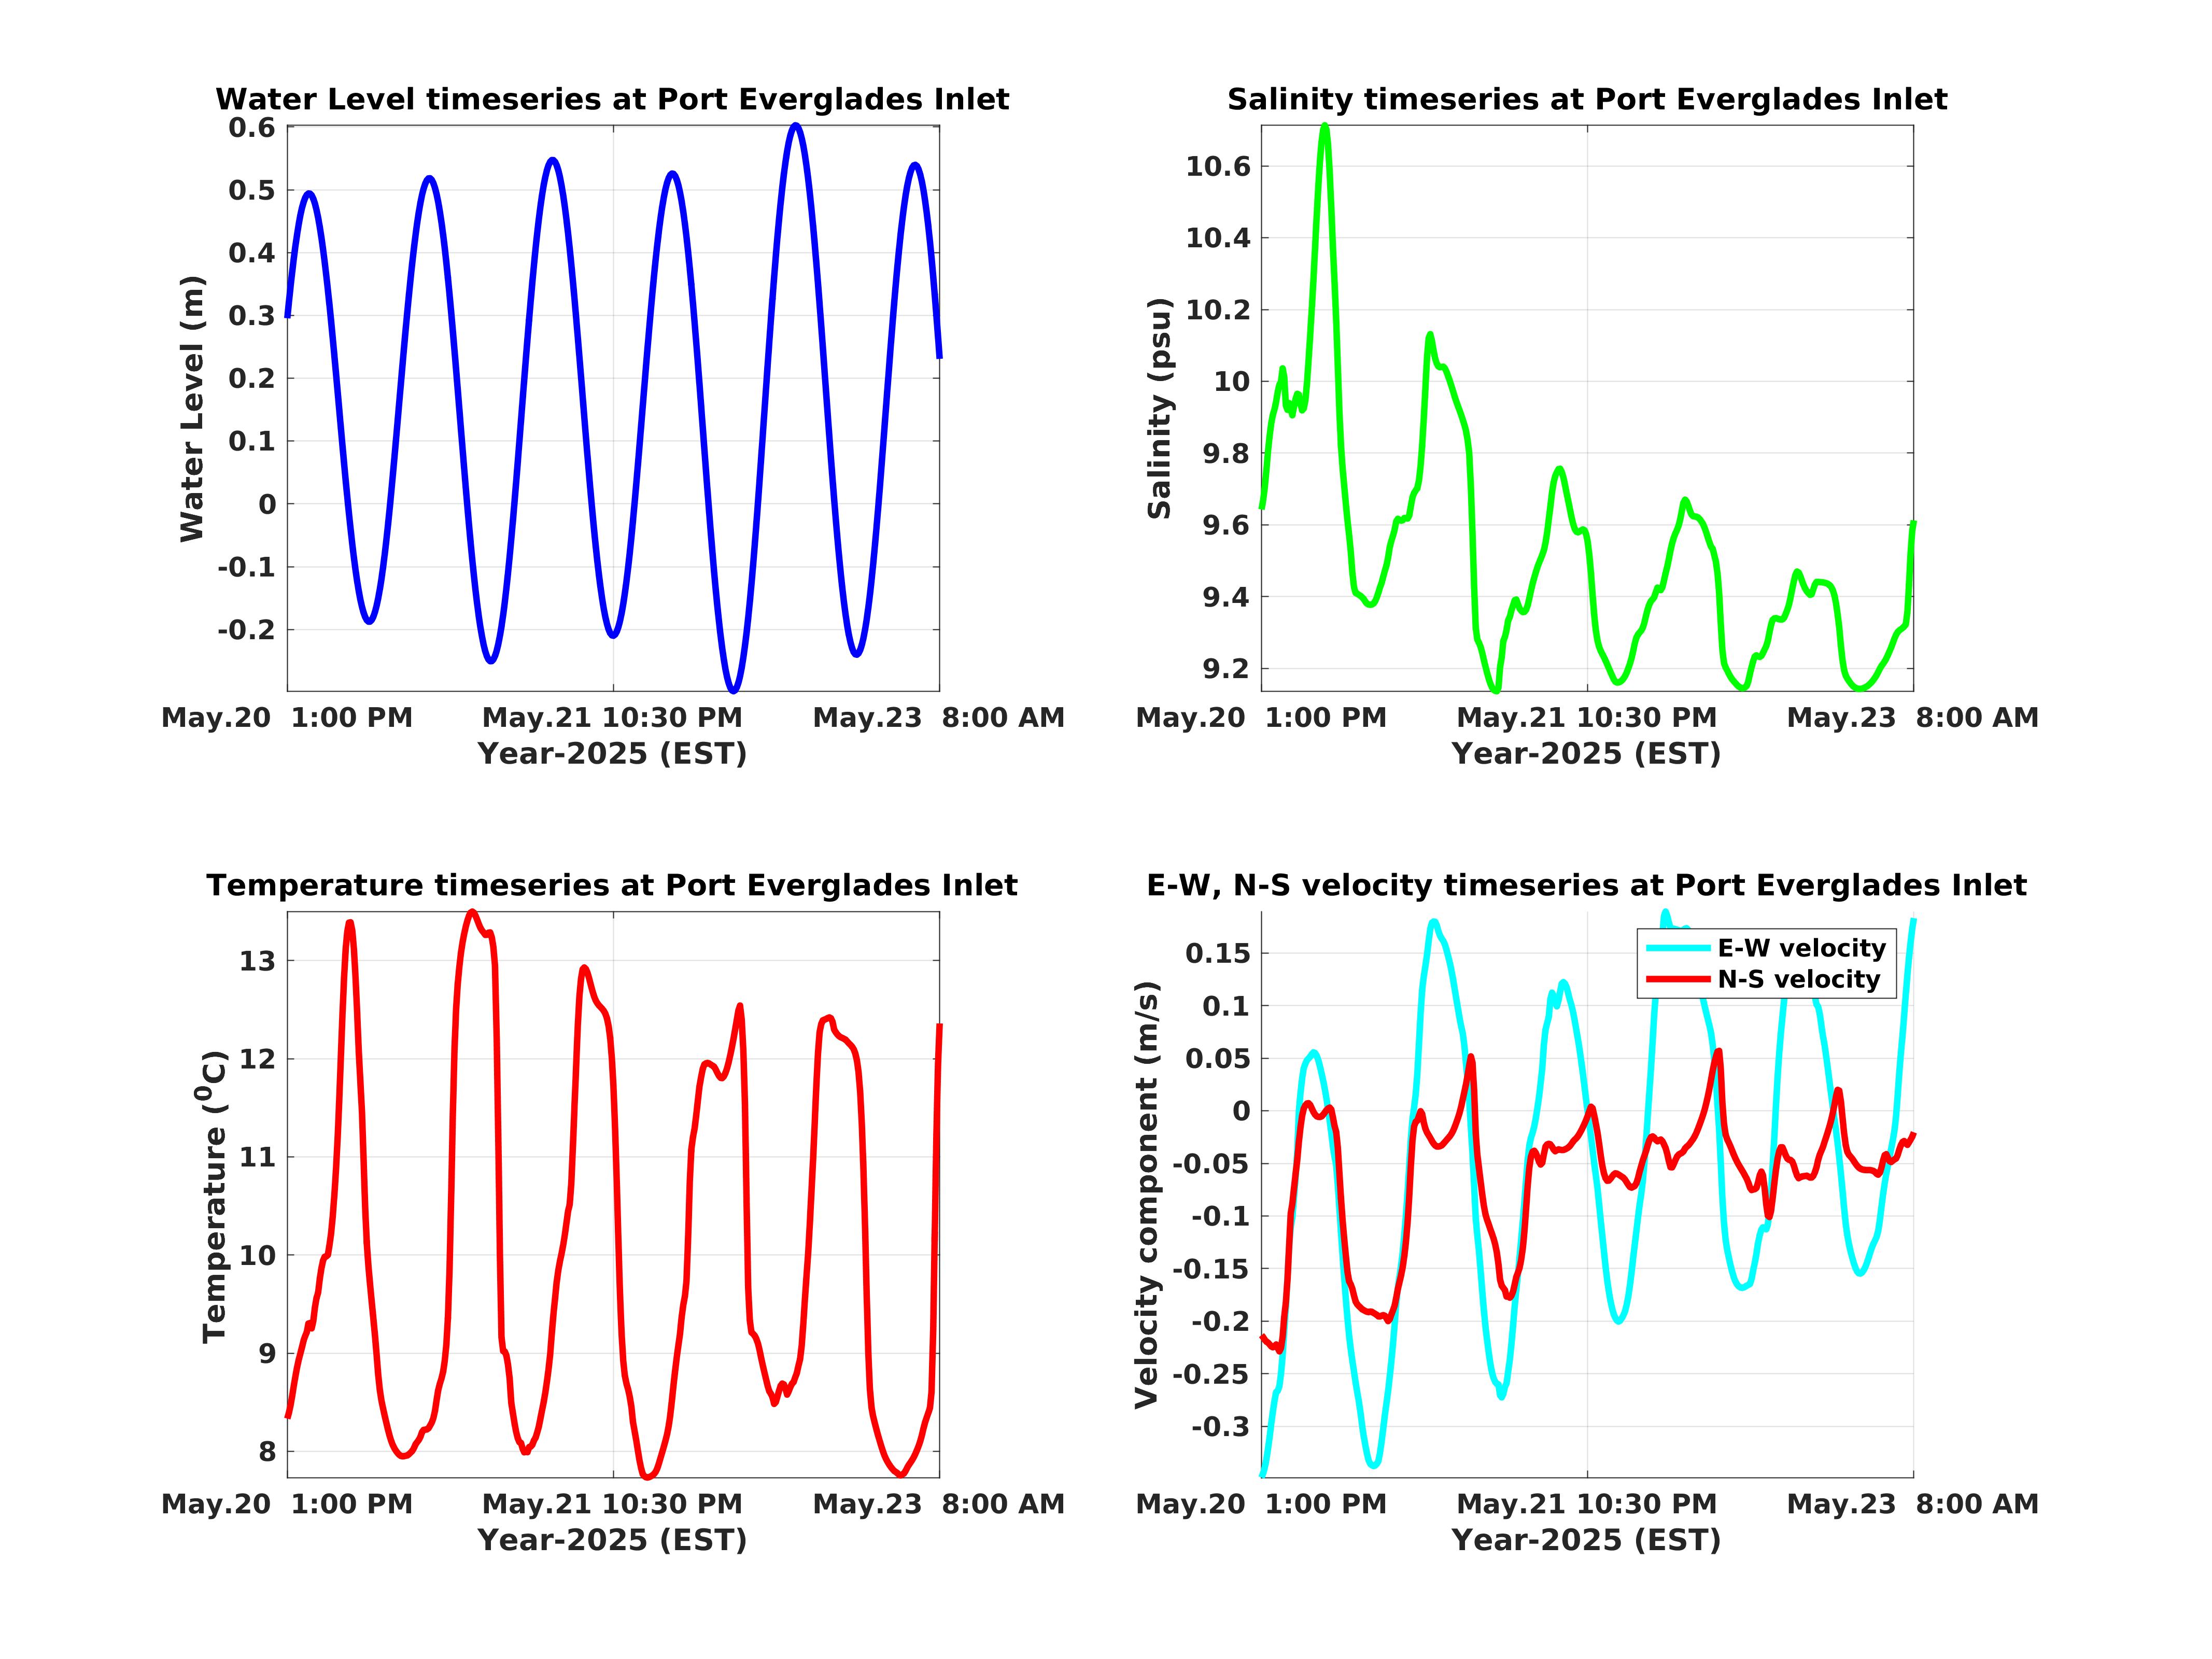 Water Level timeseries at Port Everglades Inlet
0.6
0.5
0.4
0.3
0.2
0.1
0
-0.1
-0.2
Water Level (m)
May.20 1:00 PM
May.21 10:30 PM
May.23 8:00 AM
Year-2025 (EST)
Salinity timeseries at Port Everglades Inlet
10.6
10.4
10.2
10
9.8
9.6
9.4
9.2
Salinity (psu)
May.20 1:00 PM
May.21 10:30 PM
May.23 8:00 AM
Year-2025 (EST)
Temperature timeseries at Port Everglades Inlet
13
12
11
10
9
8
Temperature (⁰C)
May.20 1:00 PM
May.21 10:30 PM
May.23 8:00 AM
Year-2025 (EST)
E-W, N-S velocity timeseries at Port Everglades Inlet
E-W velocity
N-S velocity
0.15
0.1
0.05
0
-0.05
-0.1
-0.15
-0.2
-0.25
-0.3
Velocity component (m/s)
May.20 1:00 PM
May.21 10:30 PM
May.23 8:00 AM
Year-2025 (EST)